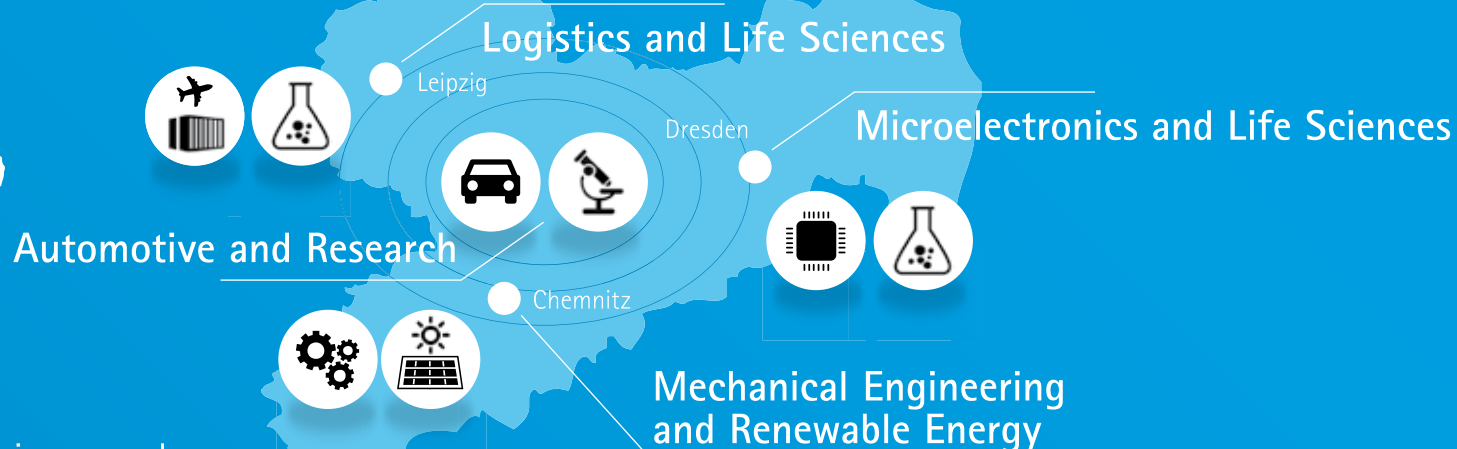 Logistics and Life Sciences
Leipzig
Dresden
Microelectronics and Life Sciences
Automotive and Research
Chemnitz
Mechanical Engineering
and Renewable Energy